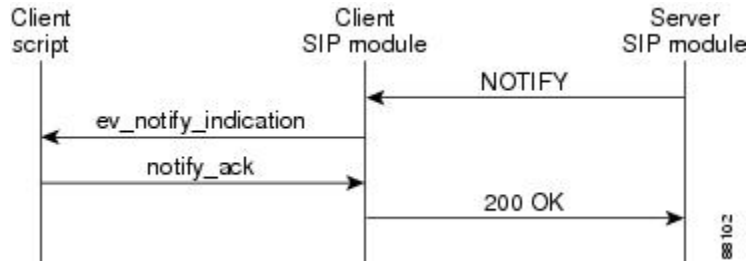 Client
script
Client
SIP module
Server
SIP module
NOTIFY
ev_notify_indication
notify_ack
200 OK
88102